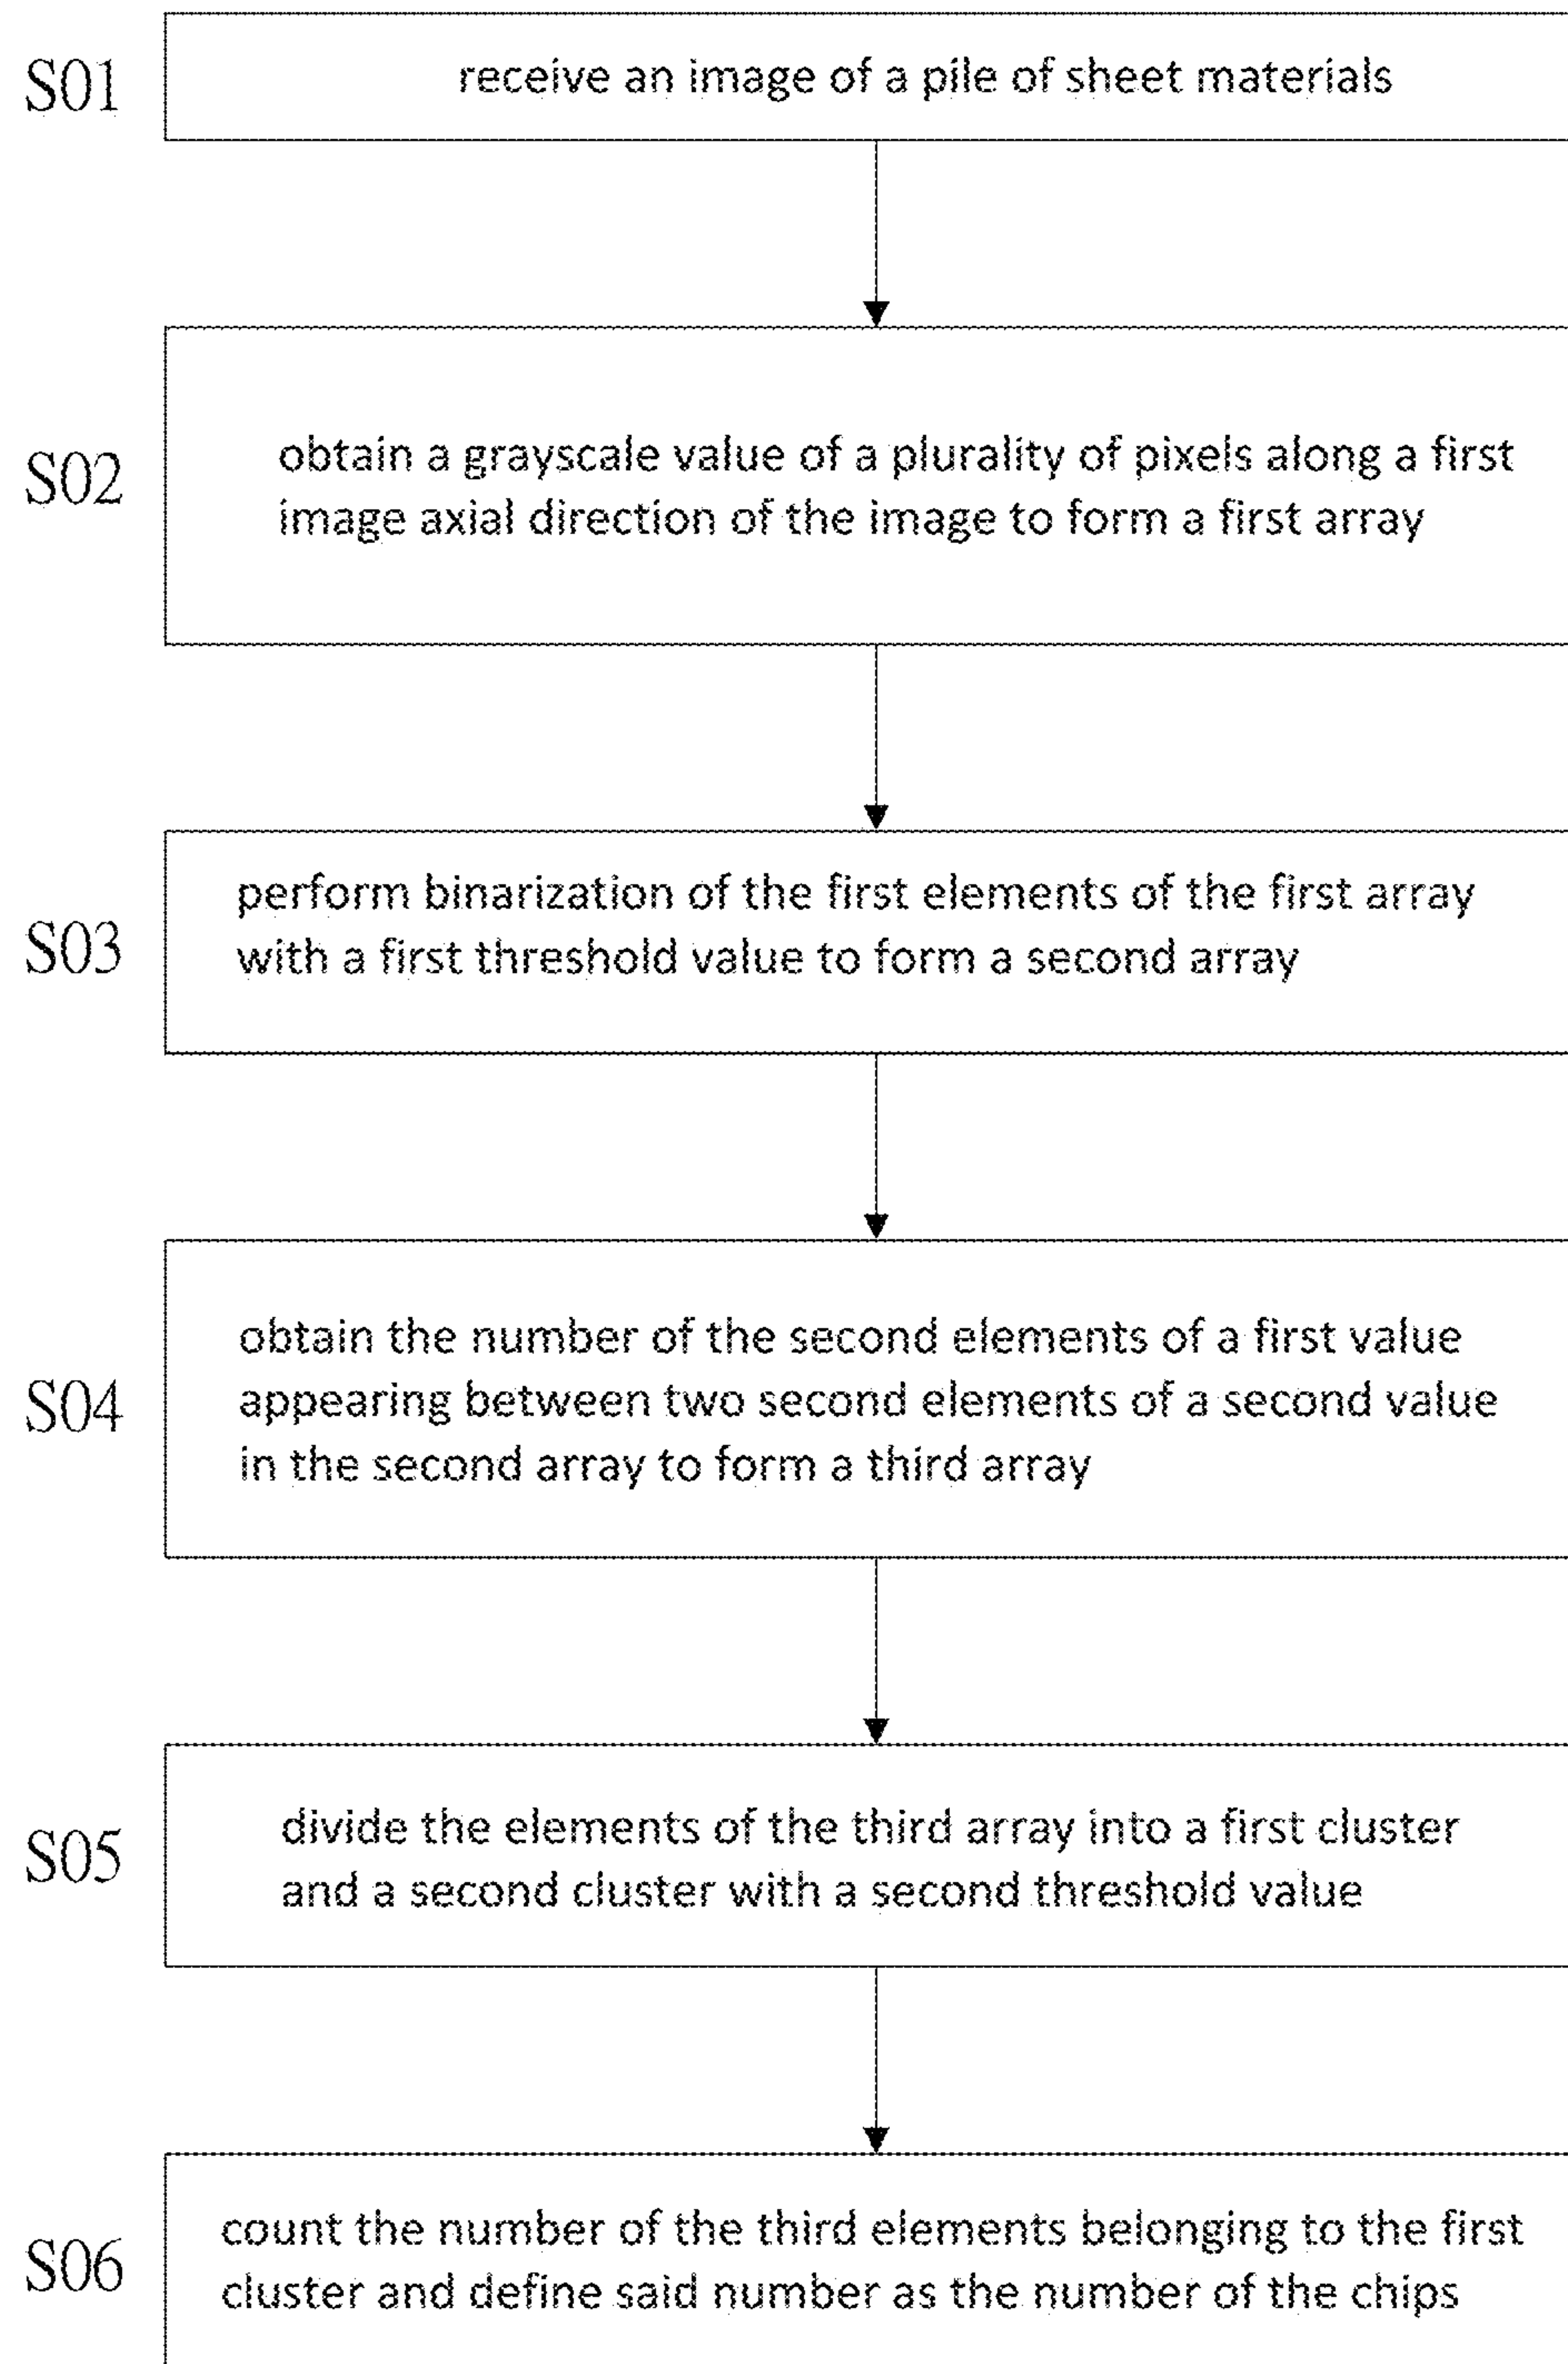 S01
receive an image of a pile of sheet materials
S02
obtain a grayscale value of a plurality of pixels along a first
image axial direction of the image to form a first array
S03
perform binarization of the first elements of the first array
with a first threshold value to form a second array
S04
obtain the number of the second elements of a first value
appearing between two second elements of a second value
in the second array to form a third array
S05
divide the elements of the third array into a first cluster
and a second cluster with a second threshold value
S06
count the number of the third elements belonging to the first
cluster and define said number as the number of the chips